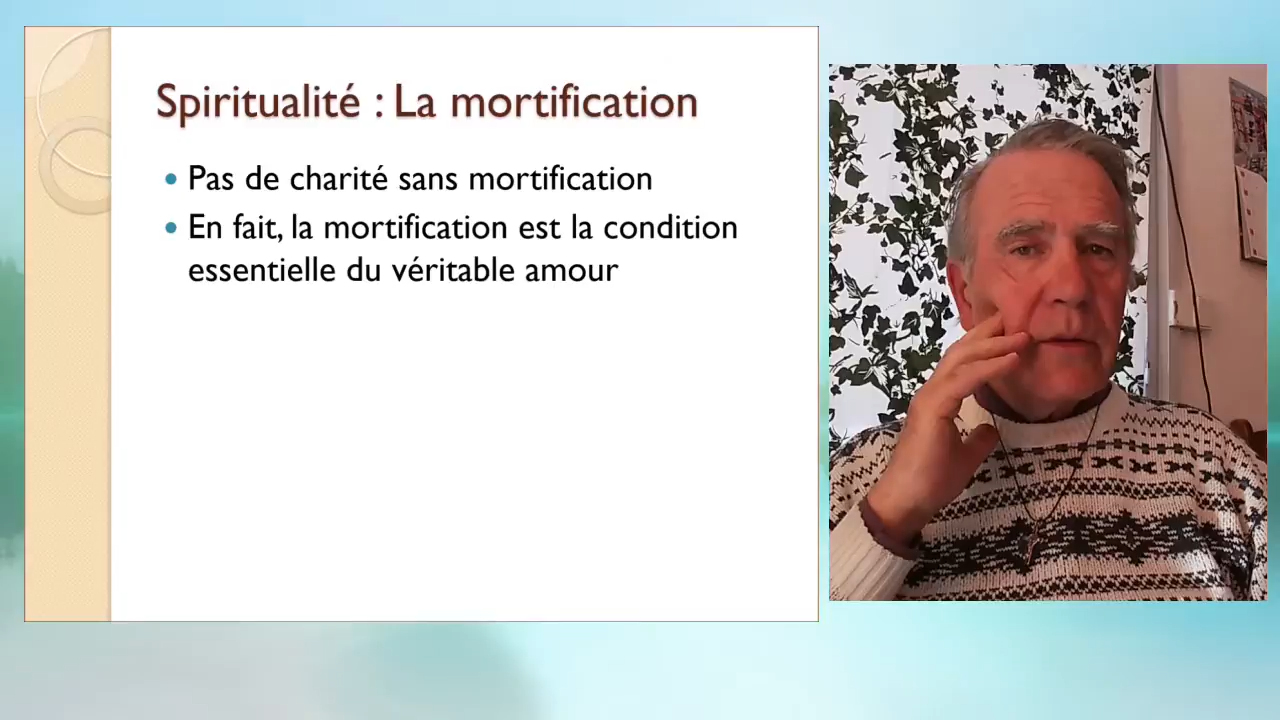 Spiritualité : La mortification
Pas de charité sans mortification
En fait, la mortification est la condition
essentielle du véritable amour